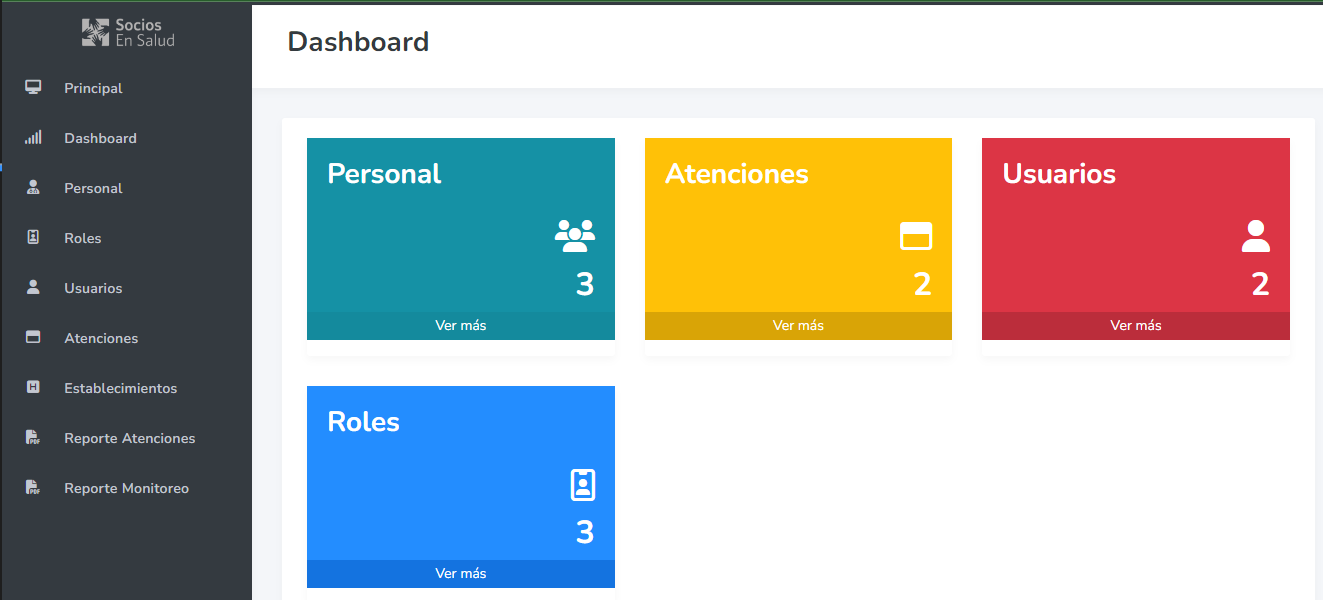 Socios
En Salud
Principal
Dashboard
Personal
Roles
Usuarios
Atenciones
Establecimientos
Reporte Atenciones
Reporte Monitoreo
Dashboard
Personal
3
Ver más
Atenciones
2
Ver más
Usuarios
2
Ver más
Roles
3
Ver más